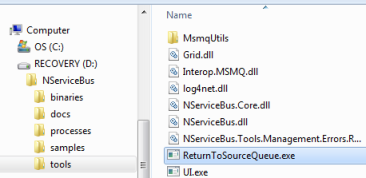 Computer
OS (C:)
RECOVERY (D:)
NServiceBus
binaries
docs
processes
samples
tools
Name
MsmqUtils
Grid.dll
Interop.MSMQ.dll
log4net.dll
NServiceBus.Core.dll
NServiceBus.dll
NServiceBus.Tools.Management.Errors.R...
ReturnToSourceQueue.exe
UI.exe